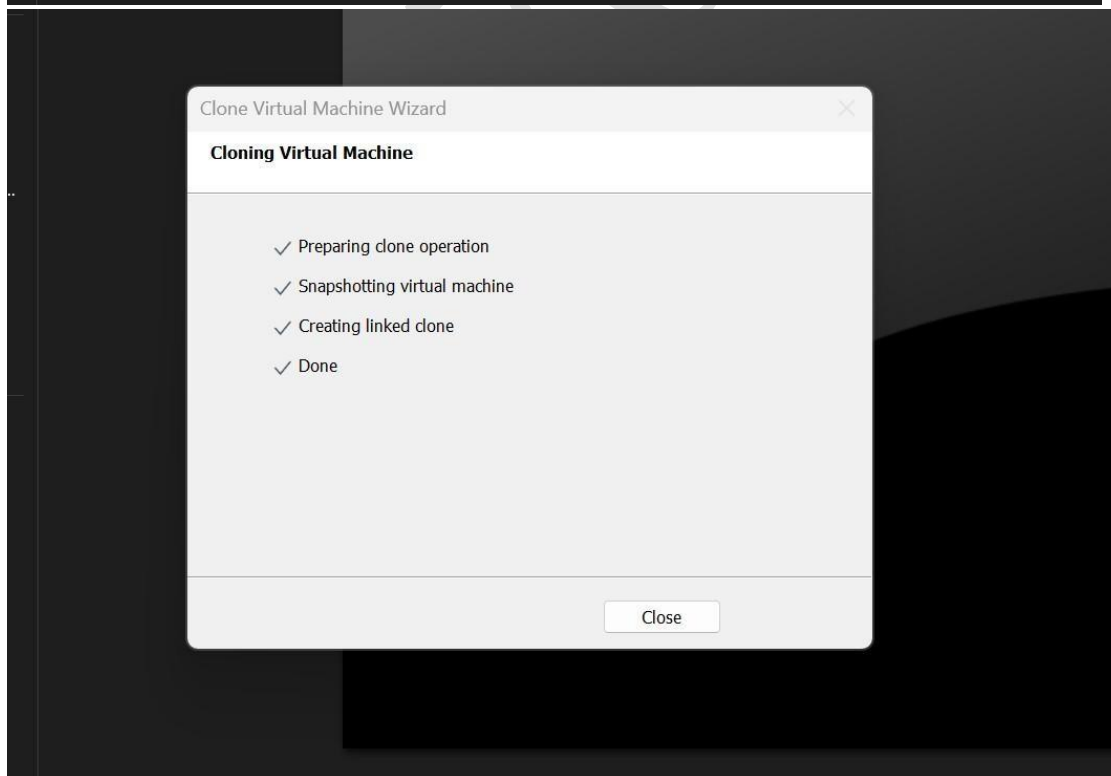 Clone Virtual Machine Wizard
Cloning Virtual Machine
..
Preparing clone operation
Snapshotting virtual machine
Creating linked clone
Done
Close